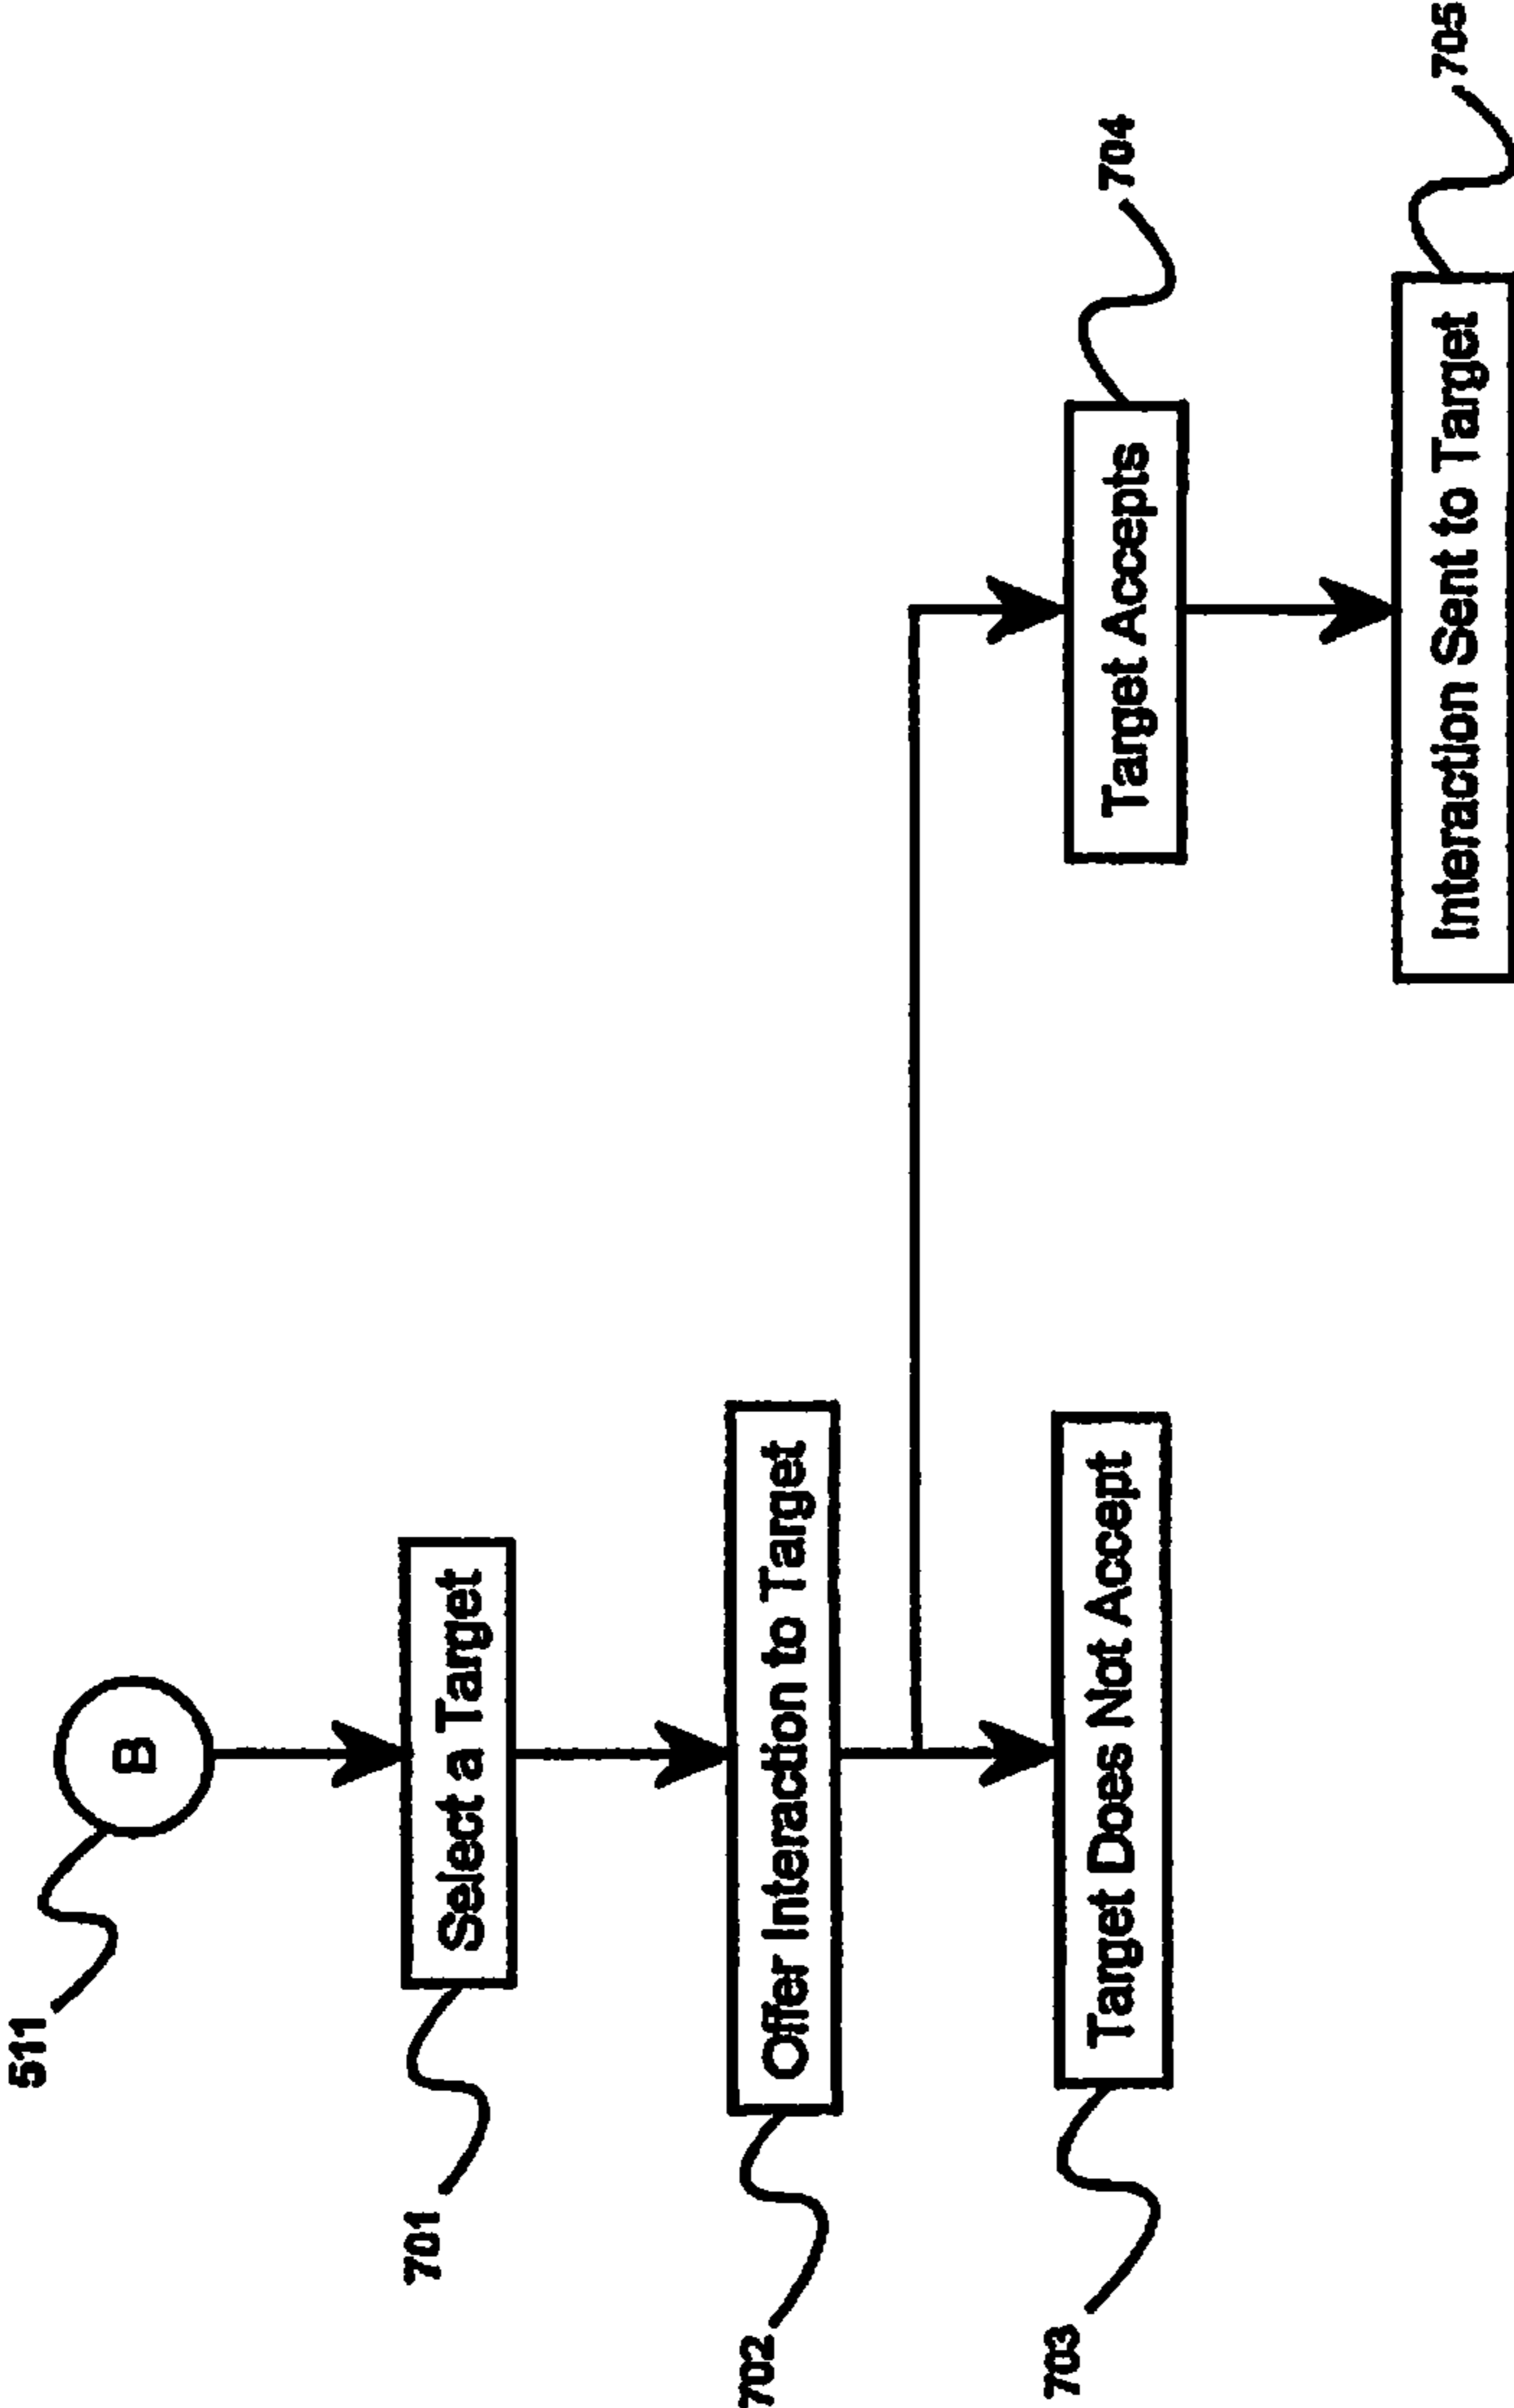 511
B
701
Select a Target
702
Offer Interaction to Target
703
Target Does Not Accept
Target Accepts
704
Interaction Sent to Target
705